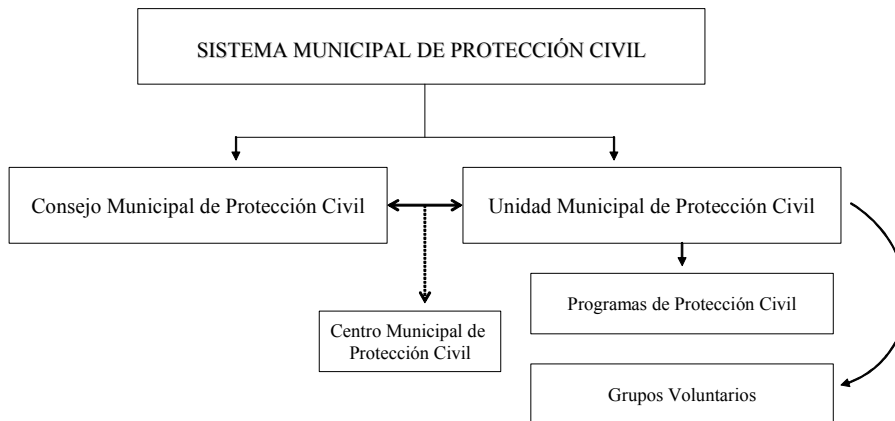 SISTEMA MUNICIPAL DE PROTECCIÓN CIVIL
Consejo Municipal de Protección Civil
Unidad Municipal de Protección Civil
Programas de Protección Civil
Centro Municipal de
Protección Civil
Grupos Voluntarios